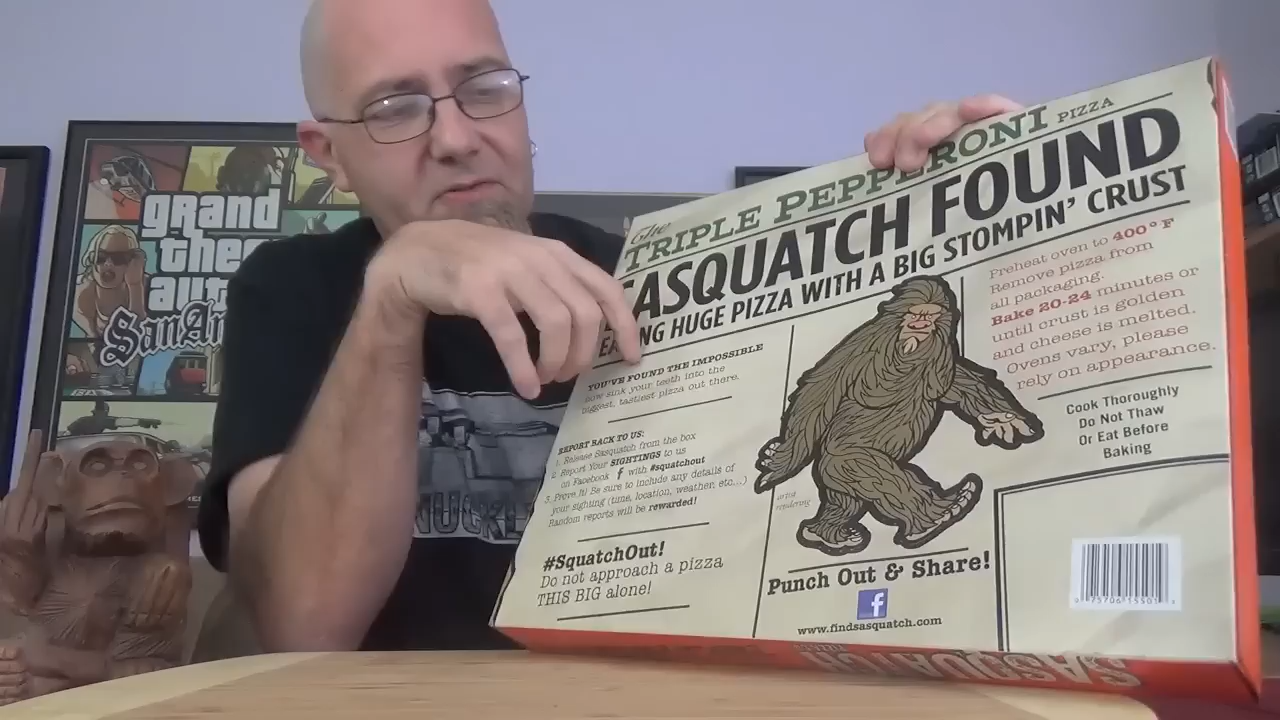 grand
theft
auto
San An
The
TRIPLE PEPPERONI PIZZA
SASQUATCH FOUND
HUGE PIZZA WITH A BIG STOMPIN' CRUST
YOU'VE FOUND THE IMPOSSIBLE
now sink your teeth into the
biggest, tastiest pizza out there.
REPORT BACK TO US:
1. Release Sasquatch from the box
2. Report Your SIGHTINGS to us
on Facebook f with #squatchout
3. Prove it! Be sure to include any details of
your sighting (time, location, weather, etc...)
Random reports will be rewarded!
#SquatchOut!
Do not approach a pizza
THIS BIG alone!
artist
rendering
Punch Out & Share!
f
www.findsasquatch.com
Preheat oven to 400°F
Remove pizza from
all packaging.
Bake 20-24 minutes or
until crust is golden
and cheese is melted.
Ovens vary, please
rely on appearance.
Cook Thoroughly
Do Not Thaw
Or Eat Before
Baking
SASQUATCH